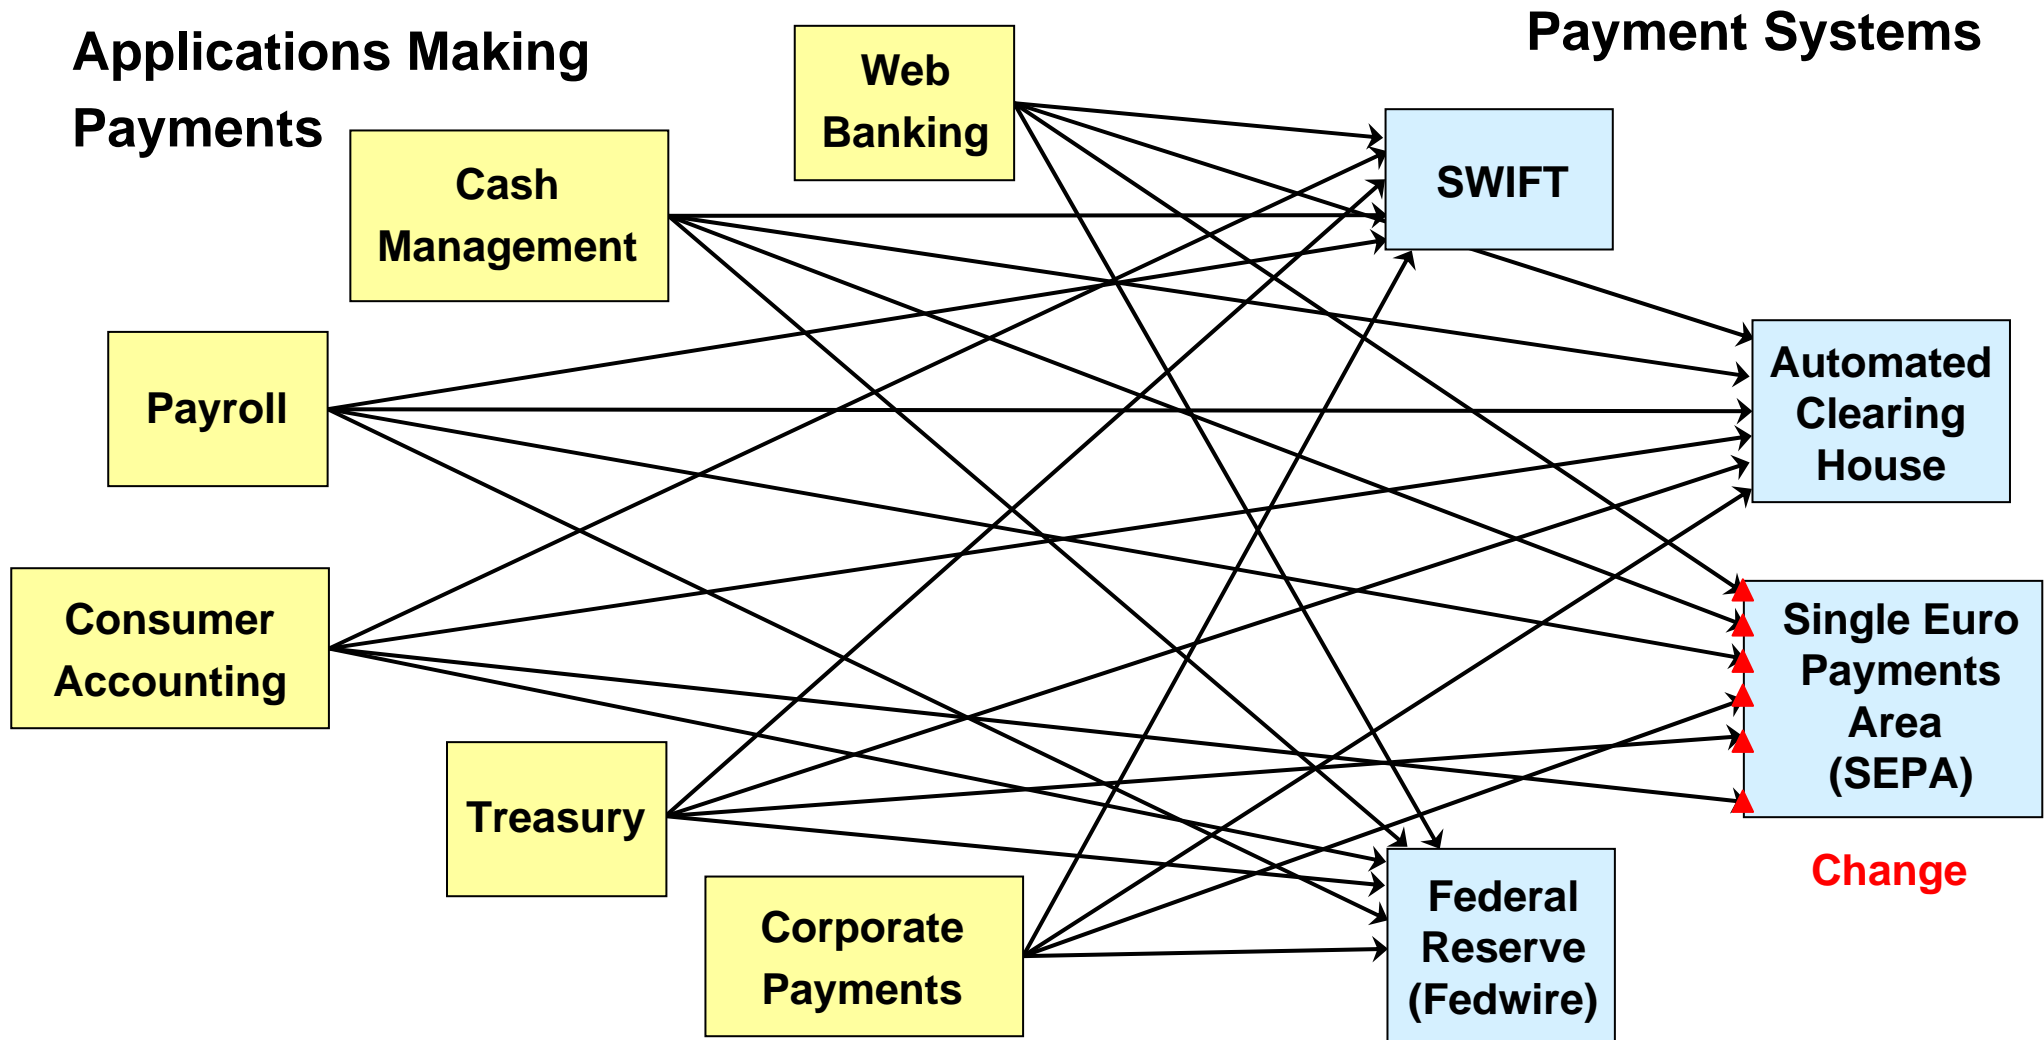 Applications Making
Payments
Payment Systems
Web
Banking
Cash
Management
Payroll
Consumer
Accounting
Treasury
Corporate
Payments
SWIFT
Automated
Clearing
House
Single Euro
Payments
Area
(SEPA)
Change
Federal
Reserve
(Fedwire)